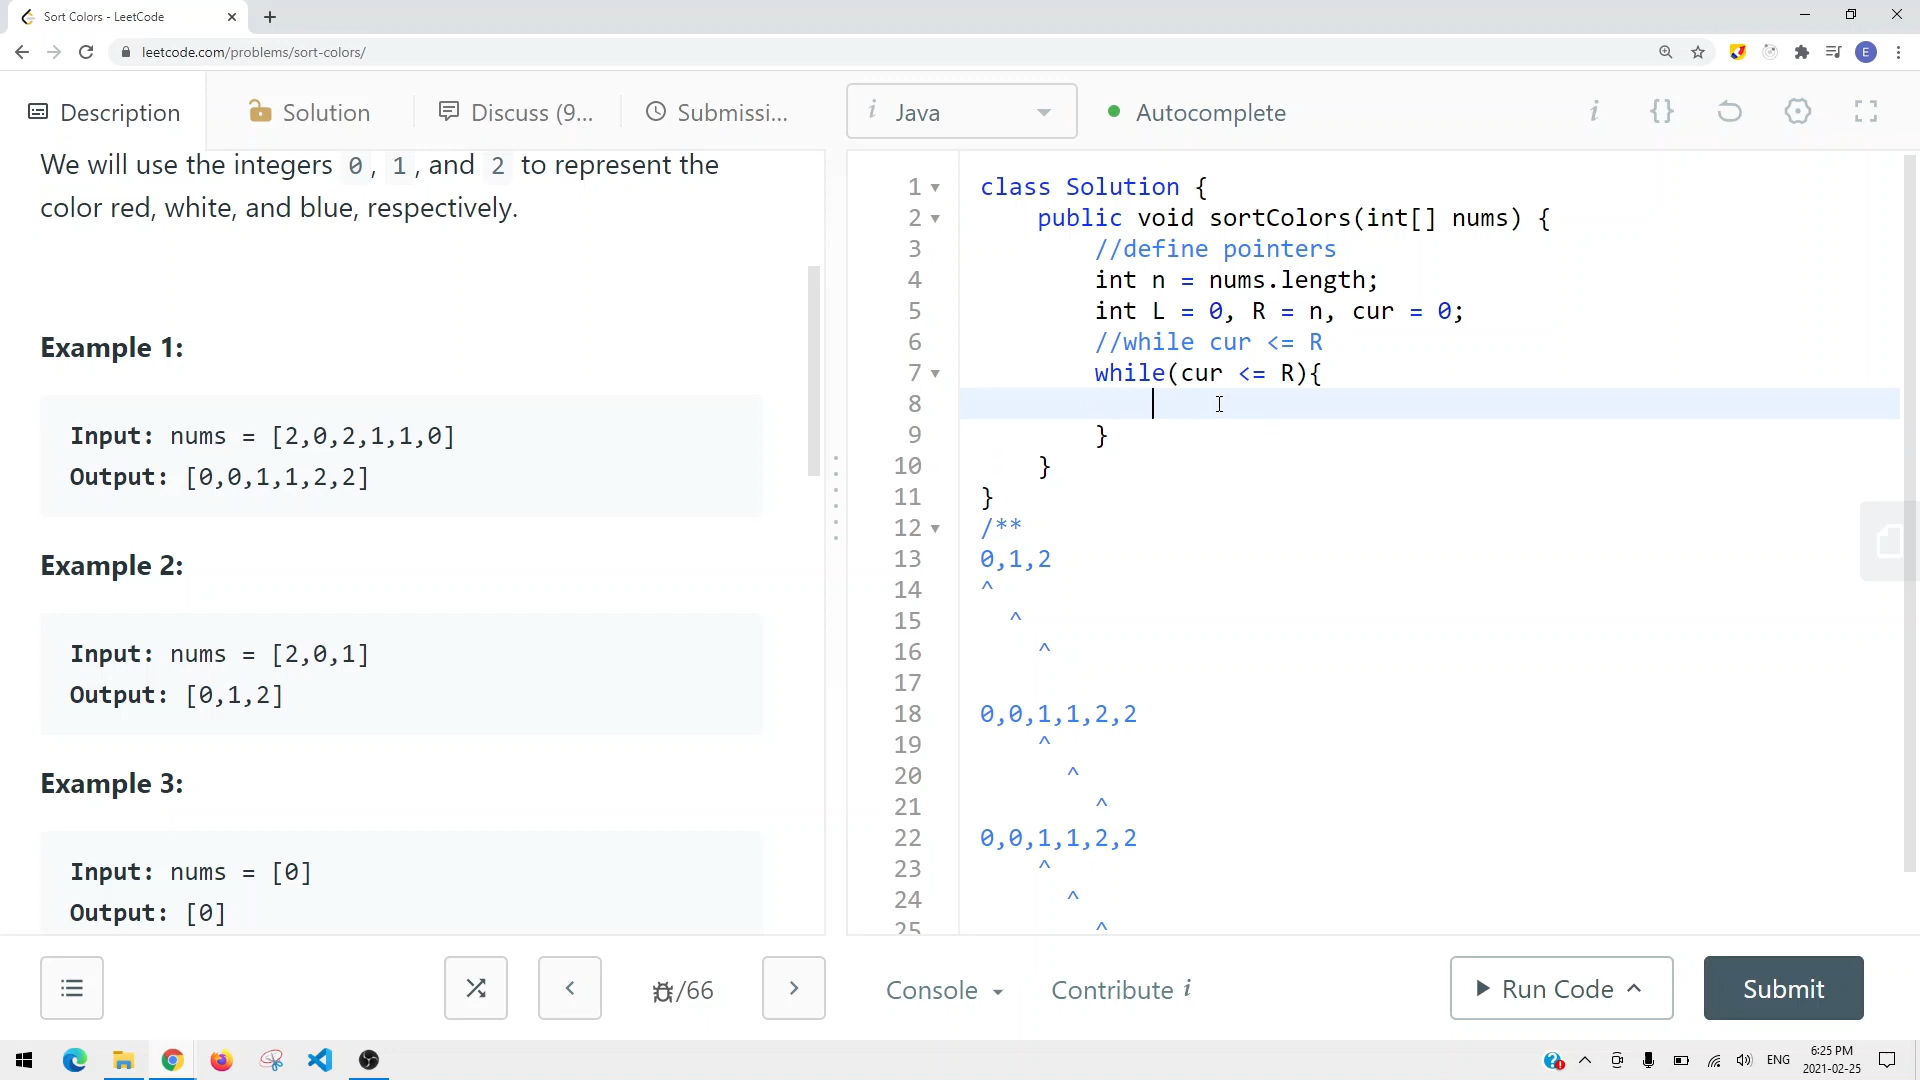 Sort Colors - LeetCode
leetcode.com/problems/sort-colors/
E
Description
Solution
Discuss (9...
Submissi...
i Java
Autocomplete
i
{}
We will use the integers 0, 1, and 2 to represent the
color red, white, and blue, respectively.
Example 1:
Input: nums = [2,0,2,1,1,0]
Output: [0,0,1,1,2,2]
Example 2:
Input: nums = [2,0,1]
Output: [0,1,2]
Example 3:
Input: nums = [0]
Output: [0]
1 class Solution {
2 public void sortColors(int[] nums) {
3 //define pointers
4 int n = nums.length;
5 int L = 0, R = n, cur = 0;
6 //while cur <= R
7 while(cur <= R){
8
9 }
10 }
11 }
12 /**
13 0,1,2
14 ^
15 ^
16 ^
17
18 0,0,1,1,2,2
19 ^
20 ^
21 ^
22 0,0,1,1,2,2
23 ^
24 ^
25 ^
/66
Console
Contribute i
Run Code
Submit
ENG
6:25 PM
2021-02-25